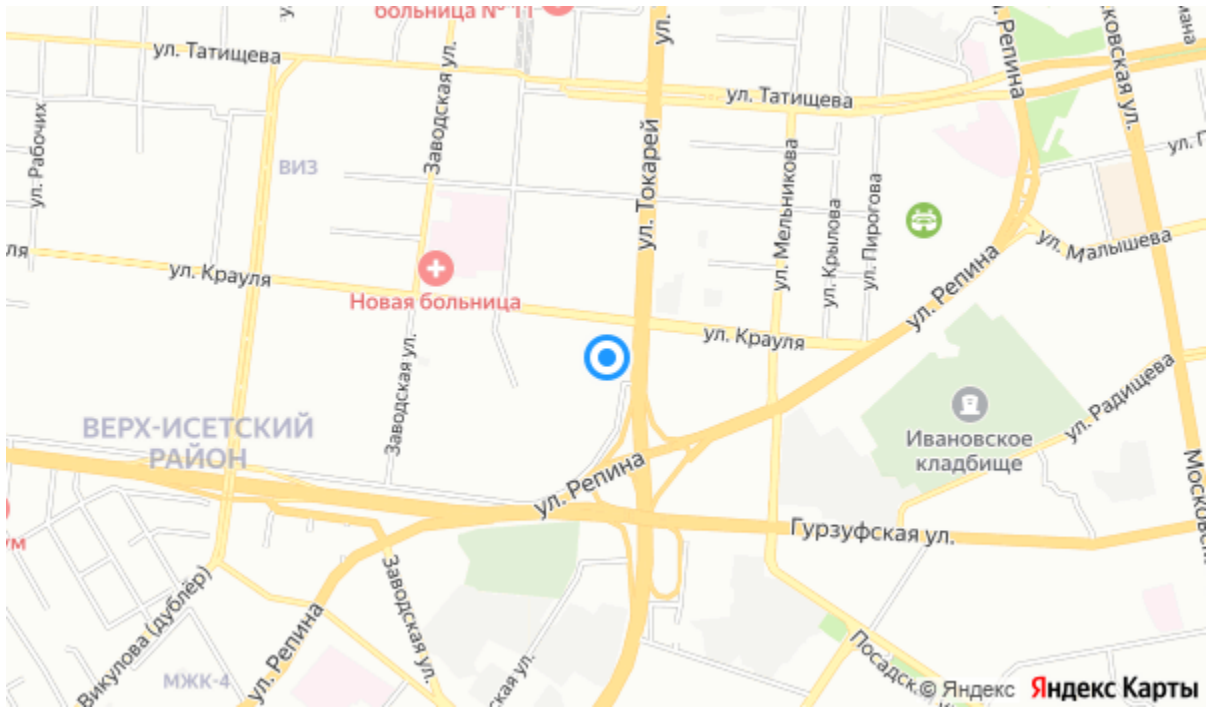 больница № 11
ул. Татищева
Заводская ул.
ул.
ул. Репина
ул. Татищева
ул. Рабочих
ВИЗ
ул. Токарей
ул. Мельникова
ул. Крылова
ул. Пирогова
ул. Малышева
ул. Крауля
Новая больница
ул. Крауля
ул. Репина
Заводская ул.
ВЕРХ-ИСЕТСКИЙ
РАЙОН
Ивановское
кладбище
ул. Радищева
ул. Репина
Гурзуфская ул.
Викулова (дублёр)
Заводская ул.
ул. Репина
МЖК-4
ская ул.
Посадск.
© Яндекс
Яндекс Карты